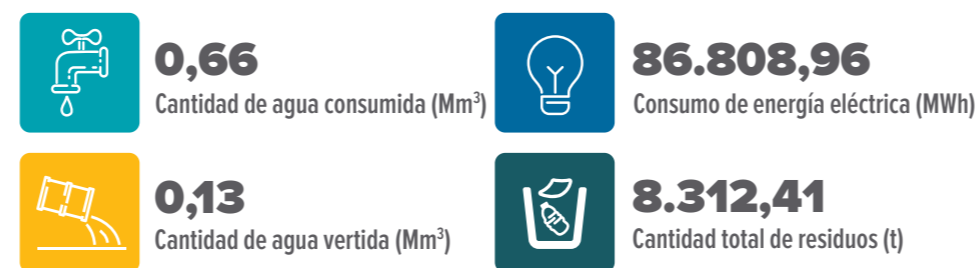 0,66
Cantidad de agua consumida (Mm³)
86.808,96
Consumo de energía eléctrica (MWh)
0,13
Cantidad de agua vertida (Mm³)
8.312,41
Cantidad total de residuos (t)